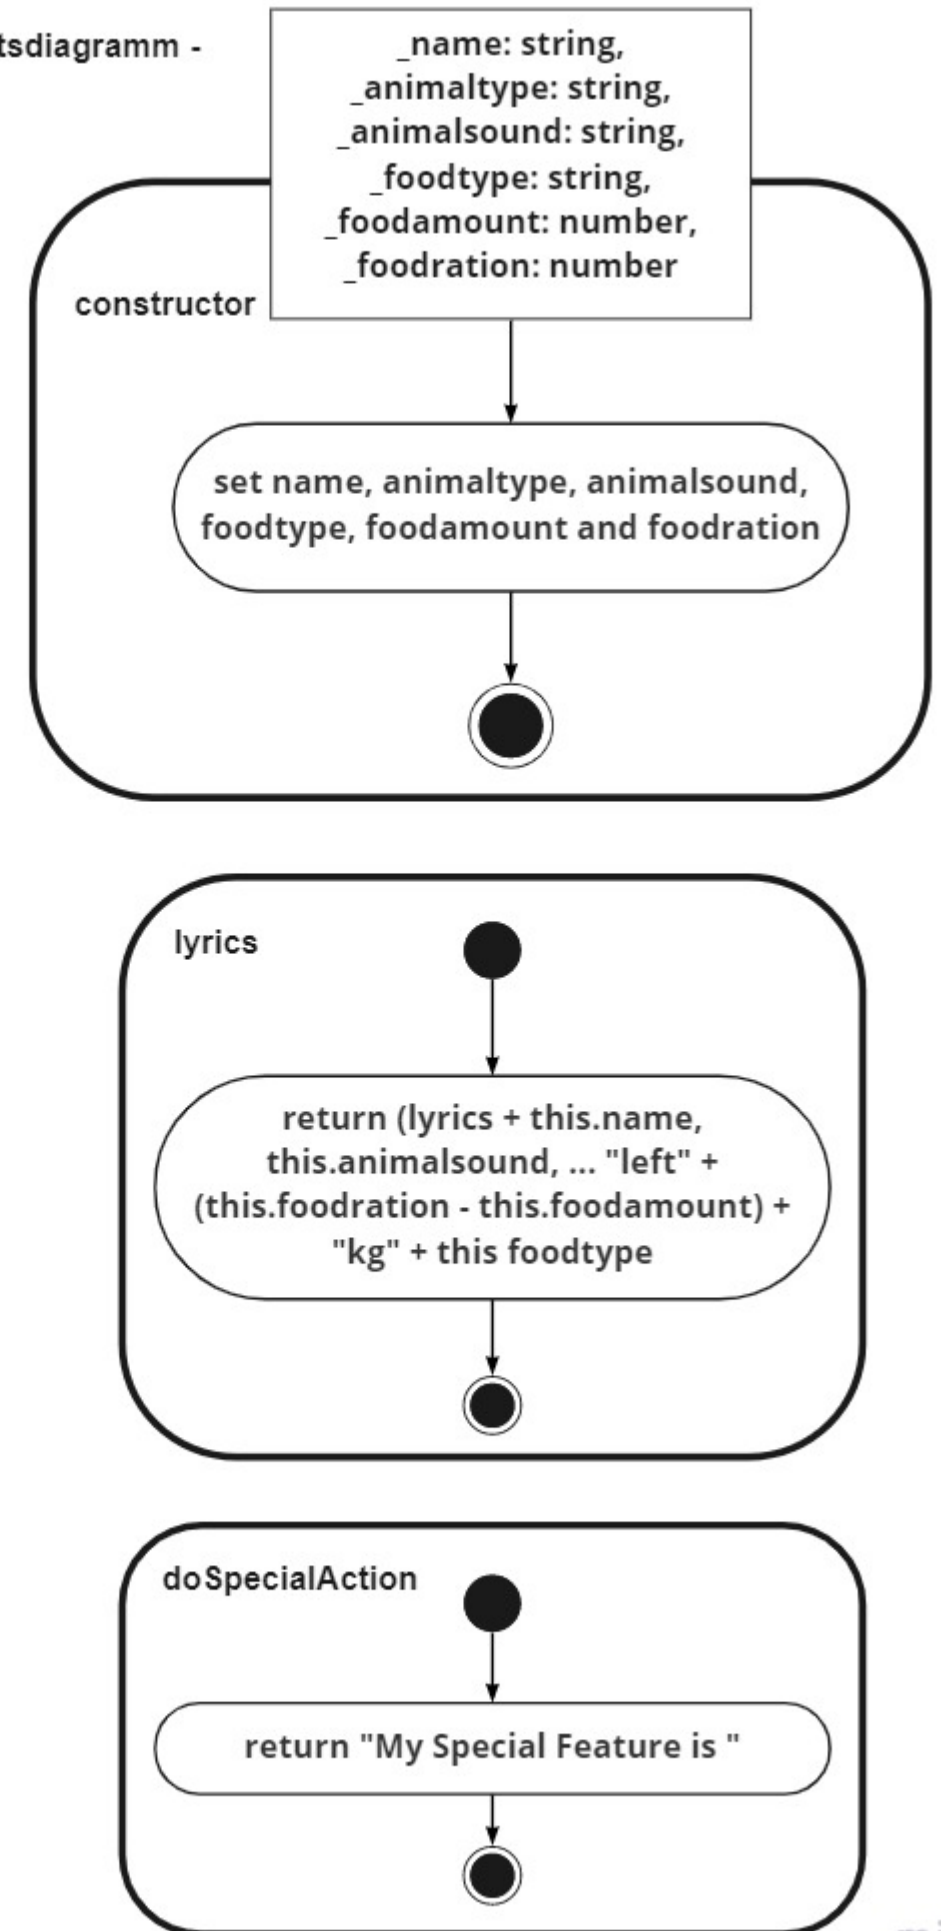 tsdiagramm -
_name: string,
_animaltype: string,
_animalsound: string,
_foodtype: string,
_foodamount: number,
_foodration: number
constructor
set name, animaltype, animalsound,
foodtype, foodamount and foodration
lyrics
return (lyrics + this.name,
this.animalsound, ... "left" +
(this.foodration - this.foodamount) +
"kg" + this foodtype
doSpecialAction
return "My Special Feature is "